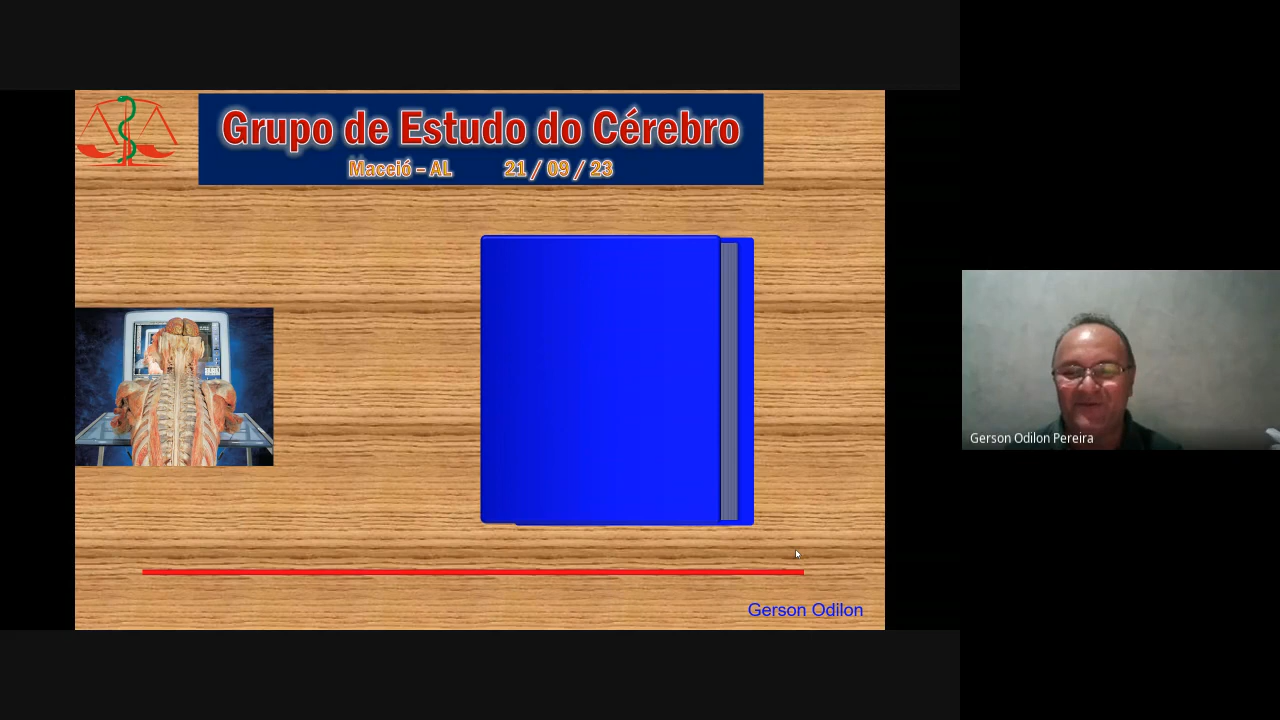 Grupo de Estudo do Cérebro
Maceió – AL 21 / 09 / 23
Gerson Odilon Pereira
Gerson Odilon